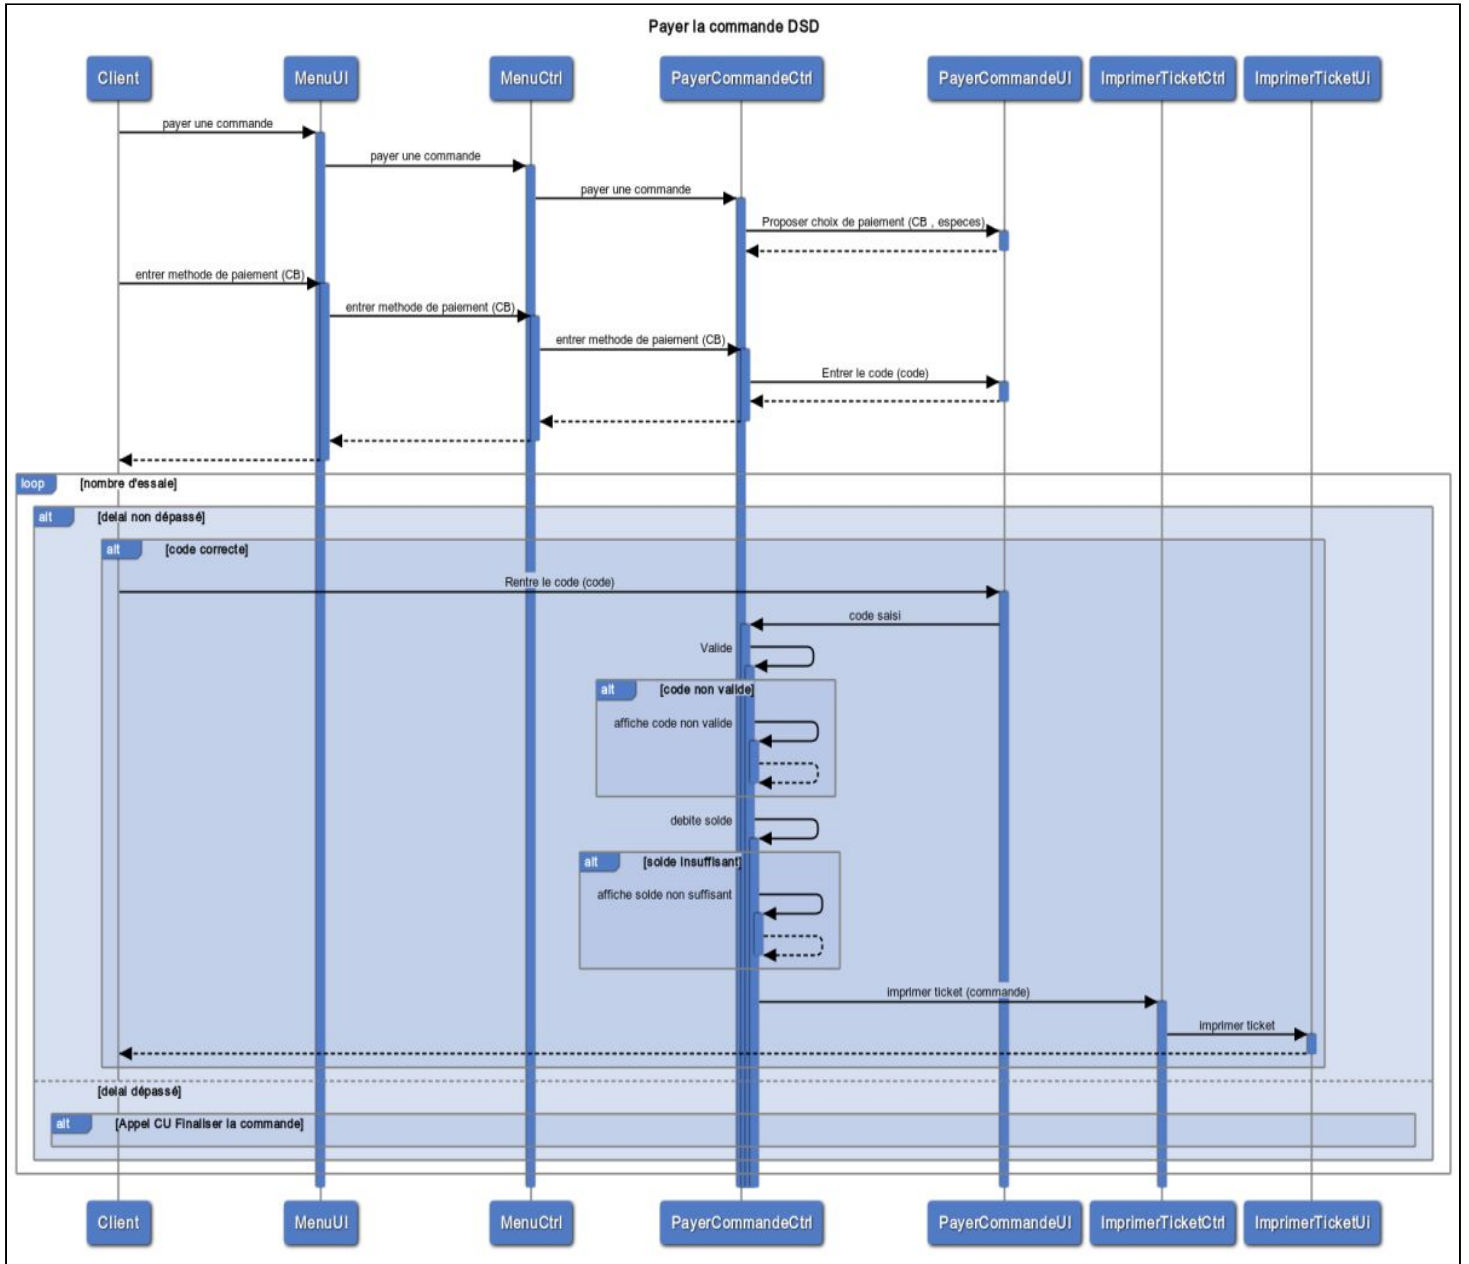 Payer la commande DSD
Client
MenuUI
MenuCtrl
PayerCommandeCtrl
PayerCommandeUI
ImprimerTicketCtrl
ImprimerTicketUi
payer une commande
payer une commande
payer une commande
Proposer choix de paiement (CB , especes)
entrer methode de paiement (CB)
entrer methode de paiement (CB)
entrer methode de paiement (CB)
Entrer le code (code)
loop [nombre d'essaie]
alt [delai non dépassé]
alt [code correcte]
Rentre le code (code)
code saisi
Valide
alt [code non valide]
affiche code non valide
debite solde
alt [solde insuffisant]
affiche solde non suffisant
imprimer ticket (commande)
imprimer ticket
[delai dépassé]
alt [Appel CU Finaliser la commande]
Client
MenuUI
MenuCtrl
PayerCommandeCtrl
PayerCommandeUI
ImprimerTicketCtrl
ImprimerTicketUi